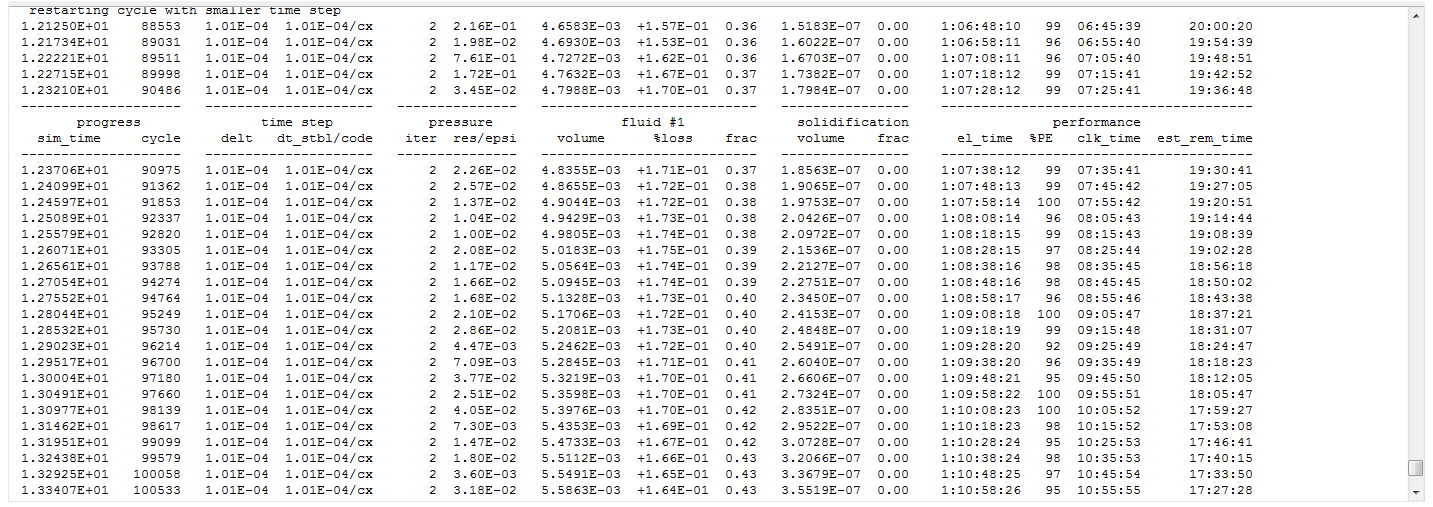 restarting cycle with smaller time step
1.21250E+01 88553 1.01E-04 1.01E-04/cx 2 2.16E-01 4.6583E-03 +1.57E-01 0.36 1.5183E-07 0.00 1:06:48:10 99 06:45:39 20:00:20
1.21734E+01 89031 1.01E-04 1.01E-04/cx 2 1.98E-02 4.6930E-03 +1.53E-01 0.36 1.6022E-07 0.00 1:06:58:11 96 06:55:40 19:54:39
1.22221E+01 89511 1.01E-04 1.01E-04/cx 2 7.61E-01 4.7272E-03 +1.62E-01 0.36 1.6703E-07 0.00 1:07:08:11 96 07:05:40 19:48:51
1.22715E+01 89998 1.01E-04 1.01E-04/cx 2 1.72E-01 4.7632E-03 +1.67E-01 0.37 1.7382E-07 0.00 1:07:18:12 99 07:15:41 19:42:52
1.23210E+01 90486 1.01E-04 1.01E-04/cx 2 3.45E-02 4.7988E-03 +1.70E-01 0.37 1.7984E-07 0.00 1:07:28:12 99 07:25:41 19:36:48
-------------------- --------------------- --------------- --------------------------- ---------------- ---------------------------------------
progress time step pressure fluid #1 solidification performance
sim_time cycle delt dt_stbl/code iter res/epsi volume %loss frac volume frac el_time %PE clk_time est_rem_time
-------------------- --------------------- --------------- --------------------------- ---------------- ---------------------------------------
1.23706E+01 90975 1.01E-04 1.01E-04/cx 2 2.26E-02 4.8355E-03 +1.71E-01 0.37 1.8563E-07 0.00 1:07:38:12 99 07:35:41 19:30:41
1.24099E+01 91362 1.01E-04 1.01E-04/cx 2 2.57E-02 4.8655E-03 +1.72E-01 0.38 1.9065E-07 0.00 1:07:48:13 99 07:45:42 19:27:05
1.24597E+01 91853 1.01E-04 1.01E-04/cx 2 1.37E-02 4.9044E-03 +1.72E-01 0.38 1.9753E-07 0.00 1:07:58:14 100 07:55:42 19:20:51
1.25089E+01 92337 1.01E-04 1.01E-04/cx 2 1.04E-02 4.9429E-03 +1.73E-01 0.38 2.0426E-07 0.00 1:08:08:14 96 08:05:43 19:14:44
1.25579E+01 92820 1.01E-04 1.01E-04/cx 2 1.00E-02 4.9805E-03 +1.74E-01 0.38 2.0972E-07 0.00 1:08:18:15 99 08:15:43 19:08:39
1.26071E+01 93305 1.01E-04 1.01E-04/cx 2 2.08E-02 5.0183E-03 +1.75E-01 0.39 2.1536E-07 0.00 1:08:28:15 97 08:25:44 19:02:28
1.26561E+01 93788 1.01E-04 1.01E-04/cx 2 1.17E-02 5.0564E-03 +1.74E-01 0.39 2.2127E-07 0.00 1:08:38:16 98 08:35:45 18:56:18
1.27054E+01 94274 1.01E-04 1.01E-04/cx 2 1.66E-02 5.0945E-03 +1.74E-01 0.39 2.2751E-07 0.00 1:08:48:16 98 08:45:45 18:50:02
1.27552E+01 94764 1.01E-04 1.01E-04/cx 2 1.68E-02 5.1328E-03 +1.73E-01 0.40 2.3450E-07 0.00 1:08:58:17 96 08:55:46 18:43:38
1.28044E+01 95249 1.01E-04 1.01E-04/cx 2 2.10E-02 5.1706E-03 +1.72E-01 0.40 2.4153E-07 0.00 1:09:08:18 100 09:05:47 18:37:21
1.28532E+01 95730 1.01E-04 1.01E-04/cx 2 2.86E-02 5.2081E-03 +1.73E-01 0.40 2.4848E-07 0.00 1:09:18:19 99 09:15:48 18:31:07
1.29023E+01 96214 1.01E-04 1.01E-04/cx 2 4.47E-03 5.2462E-03 +1.72E-01 0.40 2.5491E-07 0.00 1:09:28:20 92 09:25:49 18:24:47
1.29517E+01 96700 1.01E-04 1.01E-04/cx 2 7.09E-03 5.2845E-03 +1.71E-01 0.41 2.6040E-07 0.00 1:09:38:20 96 09:35:49 18:18:23
1.30004E+01 97180 1.01E-04 1.01E-04/cx 2 3.77E-02 5.3219E-03 +1.70E-01 0.41 2.6606E-07 0.00 1:09:48:21 95 09:45:50 18:12:05
1.30491E+01 97660 1.01E-04 1.01E-04/cx 2 2.51E-02 5.3598E-03 +1.70E-01 0.41 2.7324E-07 0.00 1:09:58:22 100 09:55:51 18:05:47
1.30977E+01 98139 1.01E-04 1.01E-04/cx 2 4.05E-02 5.3976E-03 +1.70E-01 0.42 2.8351E-07 0.00 1:10:08:23 100 10:05:52 17:59:27
1.31462E+01 98617 1.01E-04 1.01E-04/cx 2 7.30E-03 5.4353E-03 +1.69E-01 0.42 2.9522E-07 0.00 1:10:18:23 98 10:15:52 17:53:08
1.31951E+01 99099 1.01E-04 1.01E-04/cx 2 1.47E-02 5.4733E-03 +1.67E-01 0.42 3.0728E-07 0.00 1:10:28:24 95 10:25:53 17:46:41
1.32438E+01 99579 1.01E-04 1.01E-04/cx 2 1.80E-02 5.5112E-03 +1.66E-01 0.43 3.2066E-07 0.00 1:10:38:24 98 10:35:53 17:40:15
1.32925E+01 100058 1.01E-04 1.01E-04/cx 2 3.60E-03 5.5491E-03 +1.65E-01 0.43 3.3679E-07 0.00 1:10:48:25 97 10:45:54 17:33:50
1.33407E+01 100533 1.01E-04 1.01E-04/cx 2 3.18E-02 5.5863E-03 +1.64E-01 0.43 3.5519E-07 0.00 1:10:58:26 95 10:55:55 17:27:28